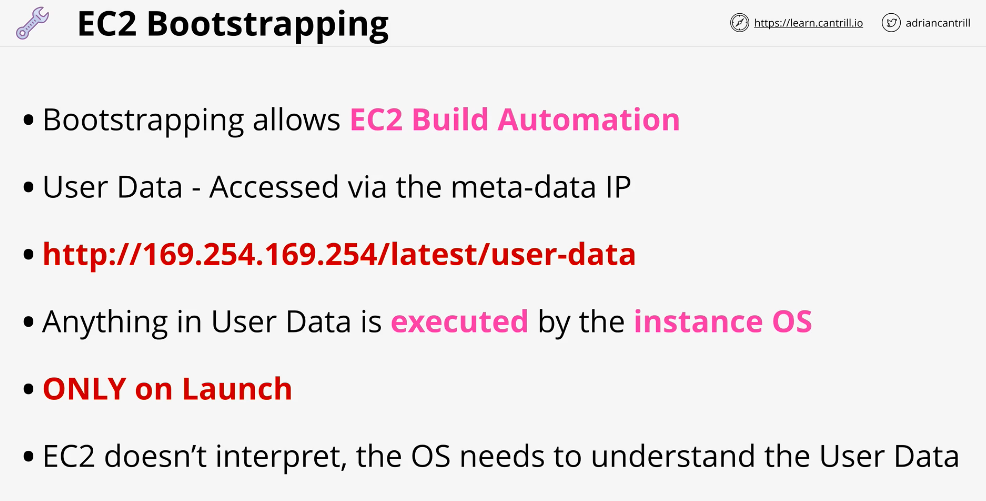 EC2 Bootstrapping
https://learn.cantrill.io
adriancantrill
• Bootstrapping allows EC2 Build Automation
• User Data - Accessed via the meta-data IP
• http://169.254.169.254/latest/user-data
• Anything in User Data is executed by the instance OS
• ONLY on Launch
• EC2 doesn’t interpret, the OS needs to understand the User Data